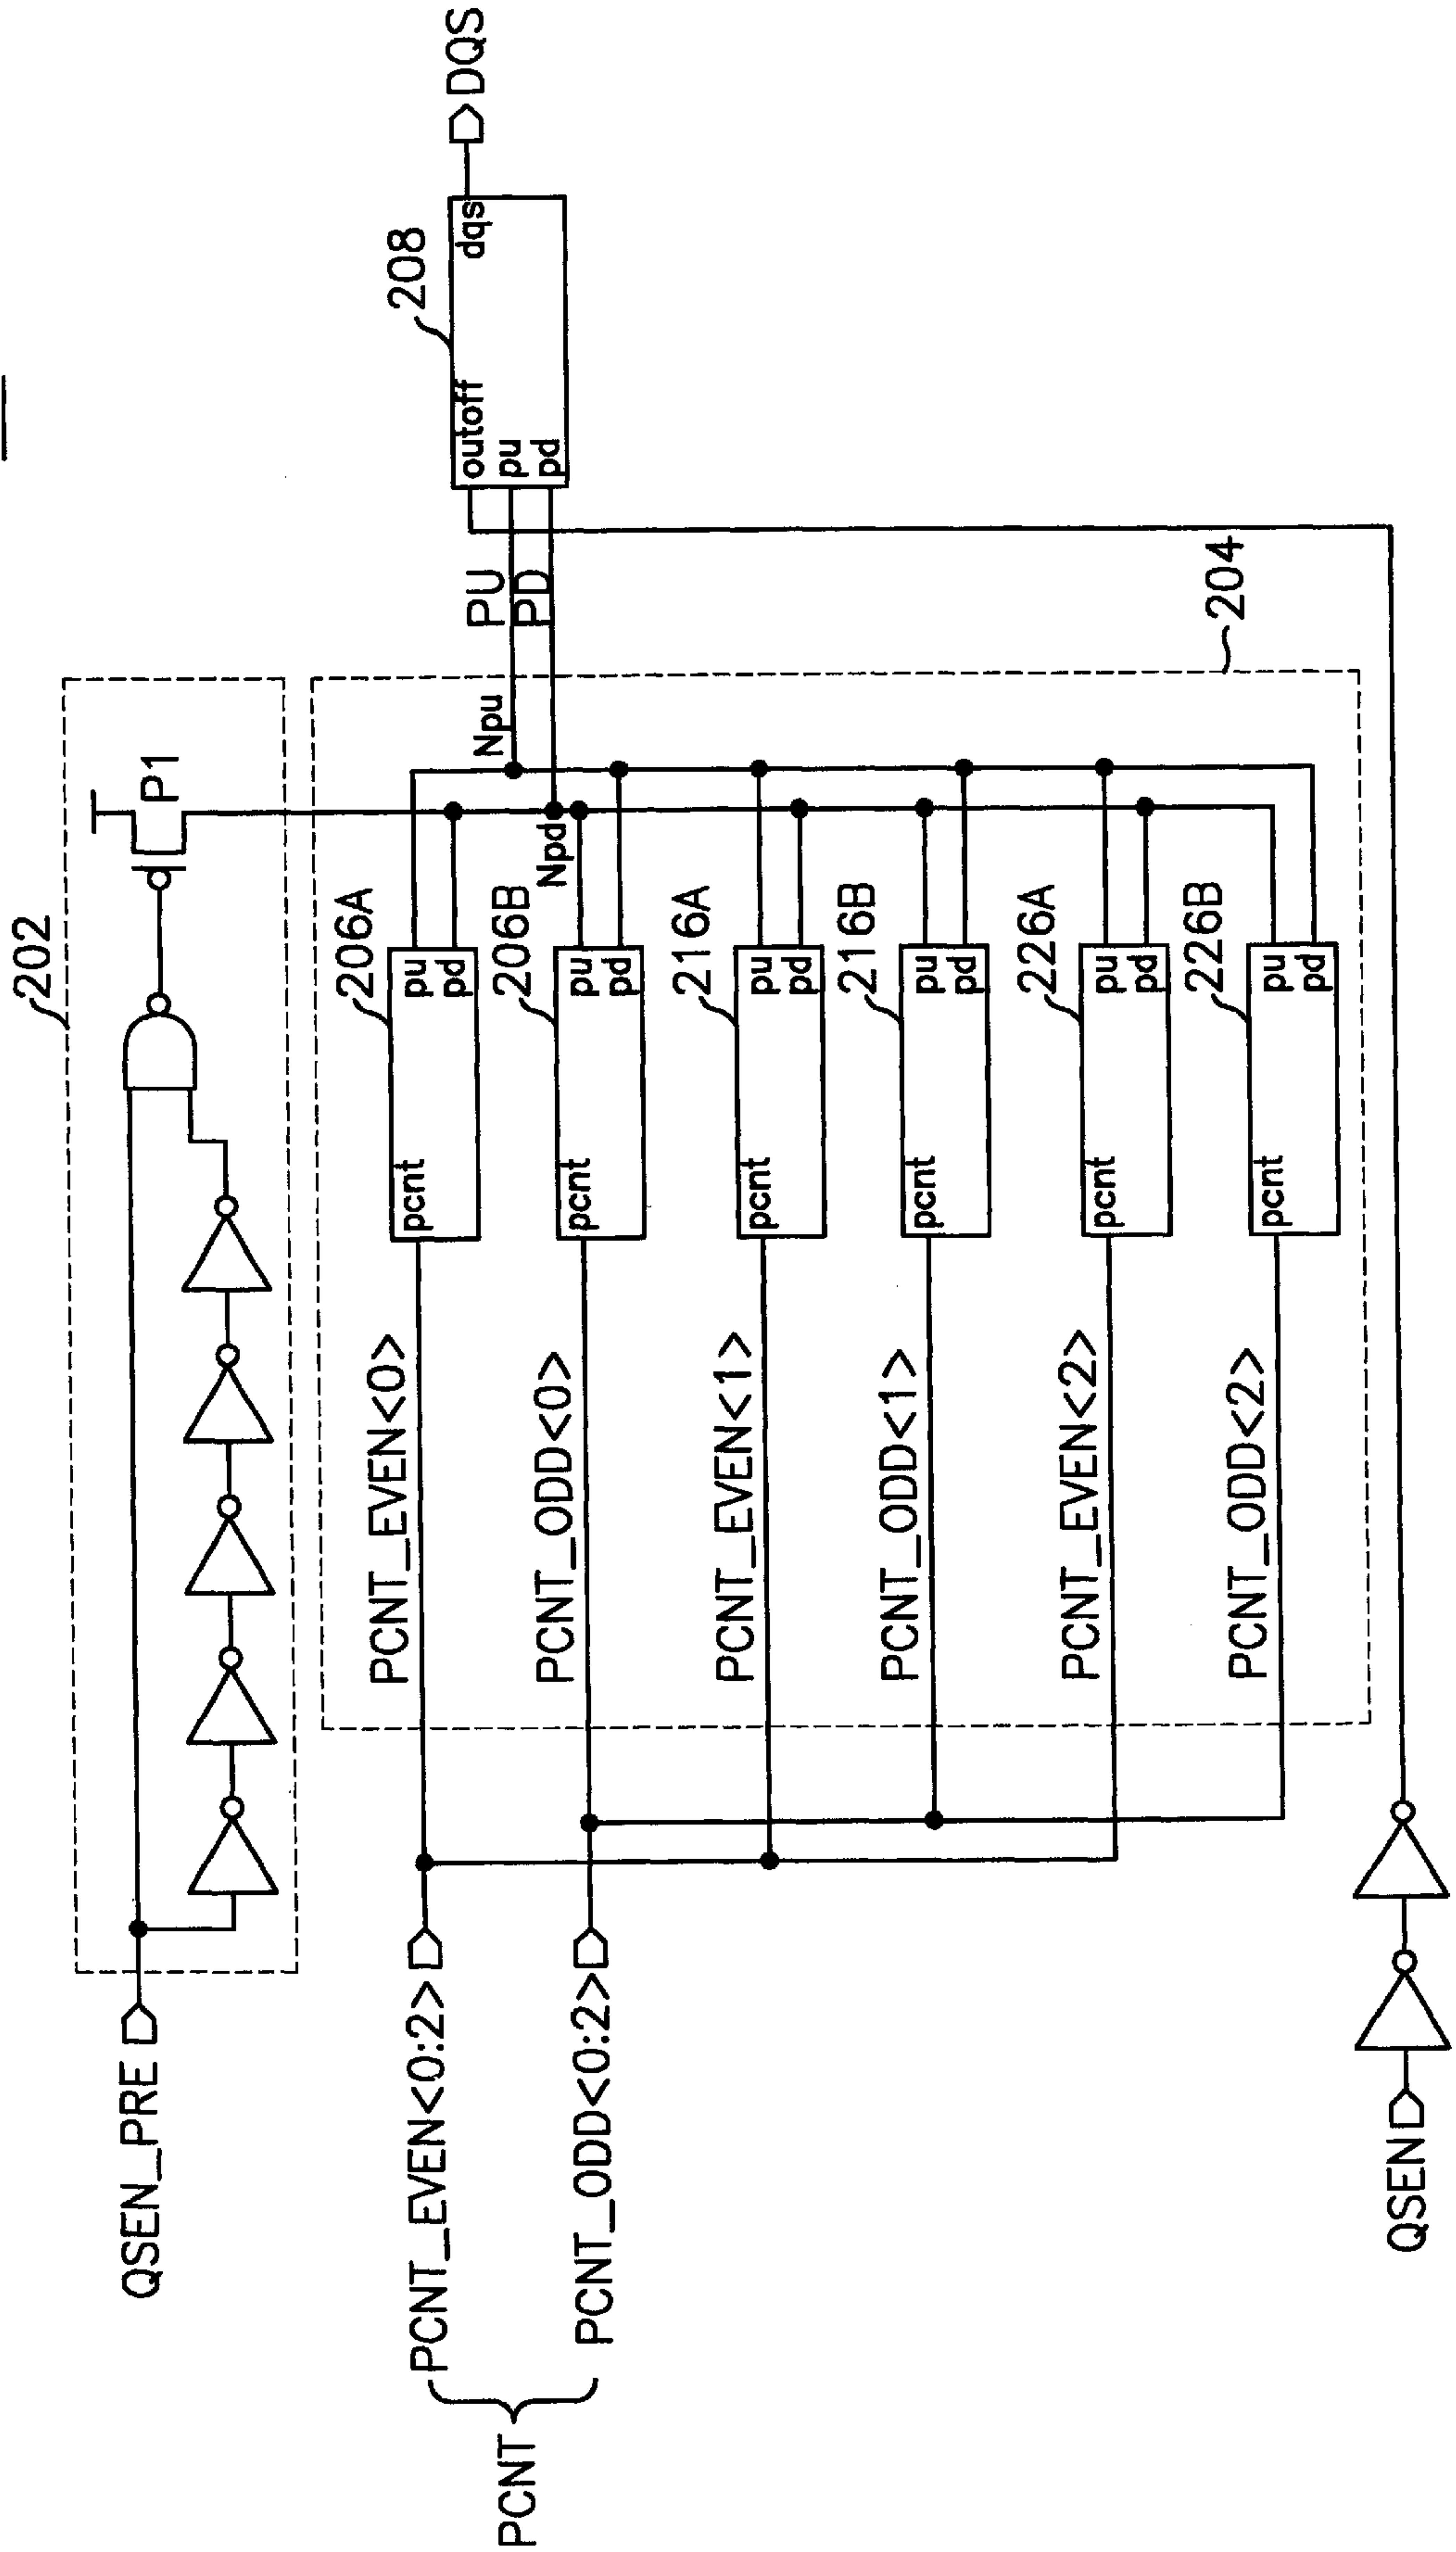 202
QSEN_PRE
P1
PCNT
PCNT_EVEN<0:2>
PCNT_ODD<0:2>
PCNT_EVEN<0>
pcnt
206A
pu
pd
PCNT_ODD<0>
pcnt
206B
pu
pd
PCNT_EVEN<1>
pcnt
216A
pu
pd
PCNT_ODD<1>
pcnt
216B
pu
pd
PCNT_EVEN<2>
pcnt
226A
pu
pd
PCNT_ODD<2>
pcnt
226B
pu
pd
Npu
Npd
PU
PD
204
208
outoff
pu
pd
dqs
DQS
QSEN